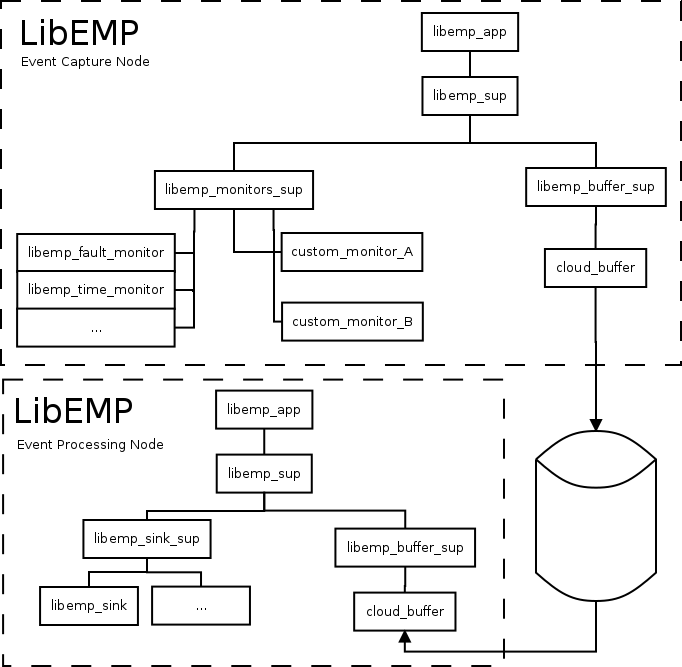 LibEMP
Event Capture Node
libemp_app
libemp_sup
libemp_monitors_sup
libemp_buffer_sup
libemp_fault_monitor
custom_monitor_A
cloud_buffer
libemp_time_monitor
...
custom_monitor_B
LibEMP
Event Processing Node
libemp_app
libemp_sup
libemp_sink_sup
libemp_buffer_sup
libemp_sink
...
cloud_buffer